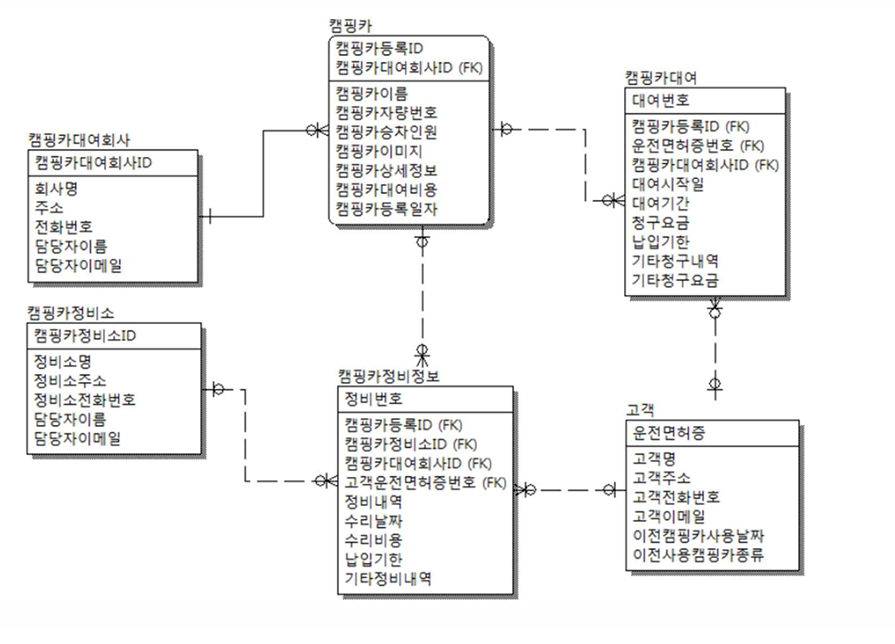 캠핑카
캠핑카등록ID
캠핑카대여회사ID (FK)
캠핑카이름
캠핑카자량번호
캠핑카승차인원
캠핑카이미지
캠핑카상세정보
캠핑카대여비용
캠핑카등록일자
캠핑카대여
대여번호
캠핑카등록ID (FK)
운전면허증번호 (FK)
캠핑카대여회사ID (FK)
대여시작일
대여기간
청구요금
납입기한
기타청구내역
기타청구요금
캠핑카대여회사
캠핑카대여회사ID
회사명
주소
전화번호
담당자이름
담당자이메일
캠핑카정비소
캠핑카정비소ID
정비소명
정비소주소
정비소전화번호
담당자이름
담당자이메일
캠핑카정비정보
정비번호
캠핑카등록ID (FK)
캠핑카정비소ID (FK)
캠핑카대여회사ID (FK)
고객운전면허증번호 (FK)
정비내역
수리날짜
수리비용
납입기한
기타정비내역
고객
운전면허증
고객명
고객주소
고객전화번호
고객이메일
이전캠핑카사용날짜
이전사용캠핑카종류